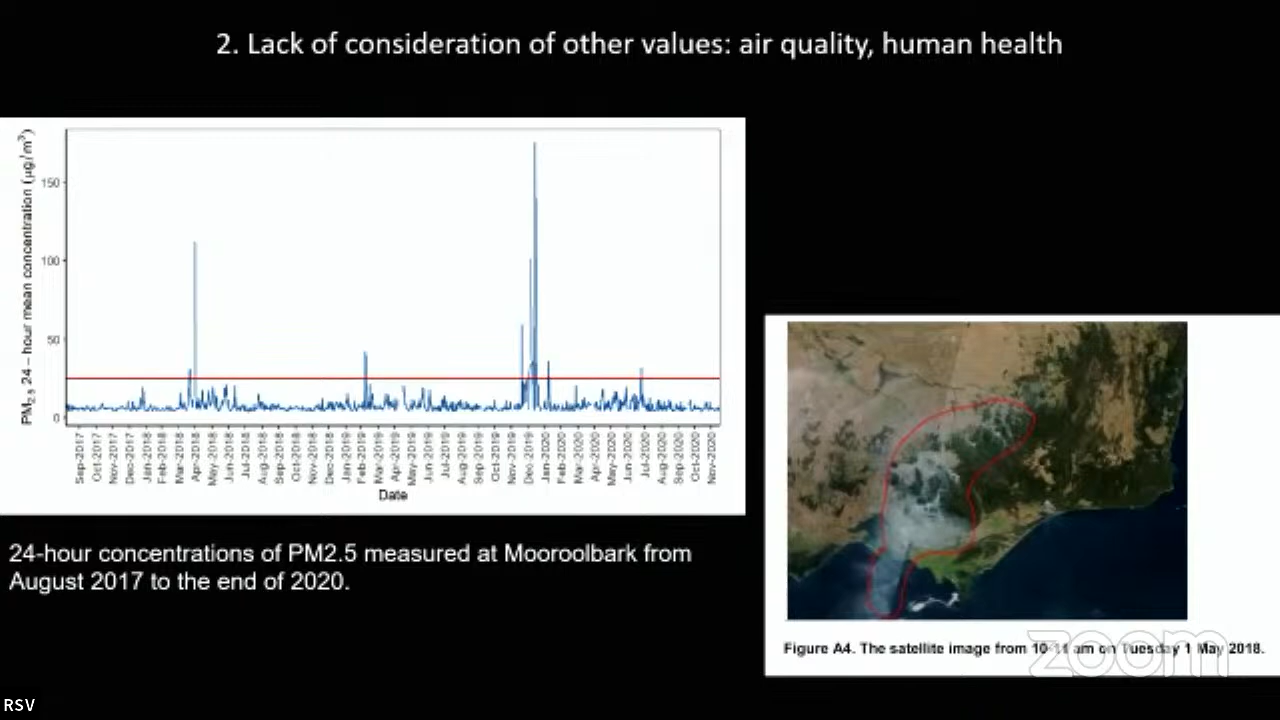 2. Lack of consideration of other values: air quality, human health
PM2.5 24 – hour mean concentration (µg/m³)
150
100
50
0
Sep-2017
Oct-2017
Nov-2017
Dec-2017
Jan-2018
Feb-2018
Mar-2018
Apr-2018
May-2018
Jun-2018
Jul-2018
Aug-2018
Sep-2018
Oct-2018
Nov-2018
Dec-2018
Jan-2019
Feb-2019
Mar-2019
Apr-2019
May-2019
Jun-2019
Jul-2019
Aug-2019
Sep-2019
Oct-2019
Nov-2019
Dec-2019
Jan-2020
Feb-2020
Mar-2020
Apr-2020
May-2020
Jun-2020
Jul-2020
Aug-2020
Sep-2020
Oct-2020
Nov-2020
Date
24-hour concentrations of PM2.5 measured at Mooroolbark from
August 2017 to the end of 2020.
Figure A4. The satellite image from 10-11 am on Tuesday 1 May 2018.
zoom
RSV